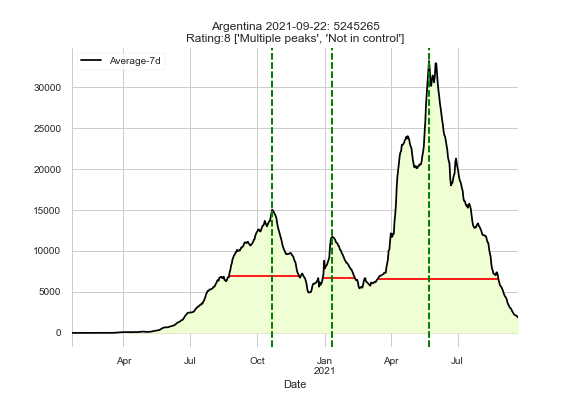 Argentina 2021-09-22: 5245265
Rating:8 ['Multiple peaks', 'Not in control']
Average-7d
30000
25000
20000
15000
10000
5000
0
Apr Jul Oct Jan Apr Jul
2021
Date